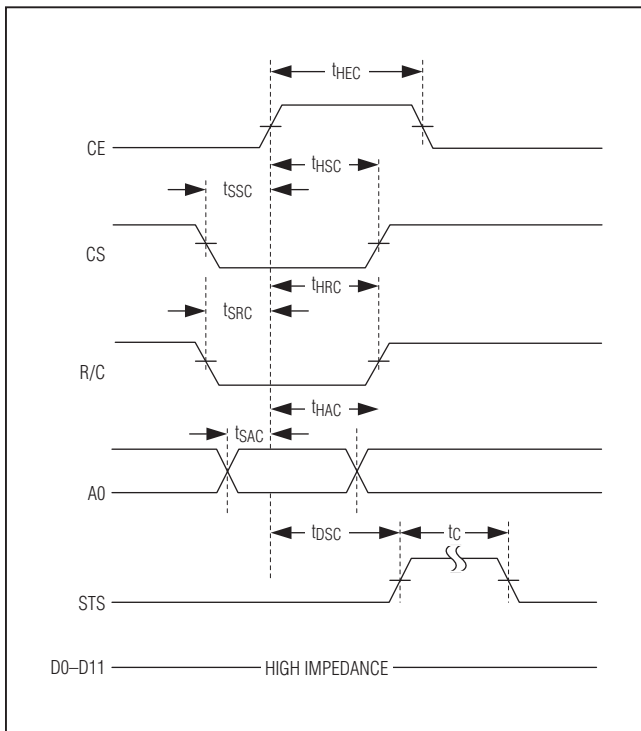 tHEC
CE
tHSC
tSSC
CS
tHRC
tSRC
R/C
tHAC
tSAC
A0
tDSC
tC
STS
D0–D11
HIGH IMPEDANCE